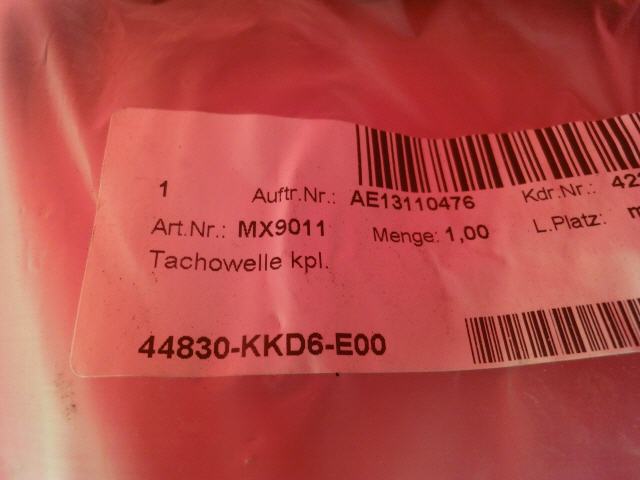 1 Auftr.Nr.: AE13110476 Kdr.Nr.:
Art.Nr.: MX9011 Menge: 1,00 L.Platz:
Tachowelle kpl.
44830-KKD6-E00